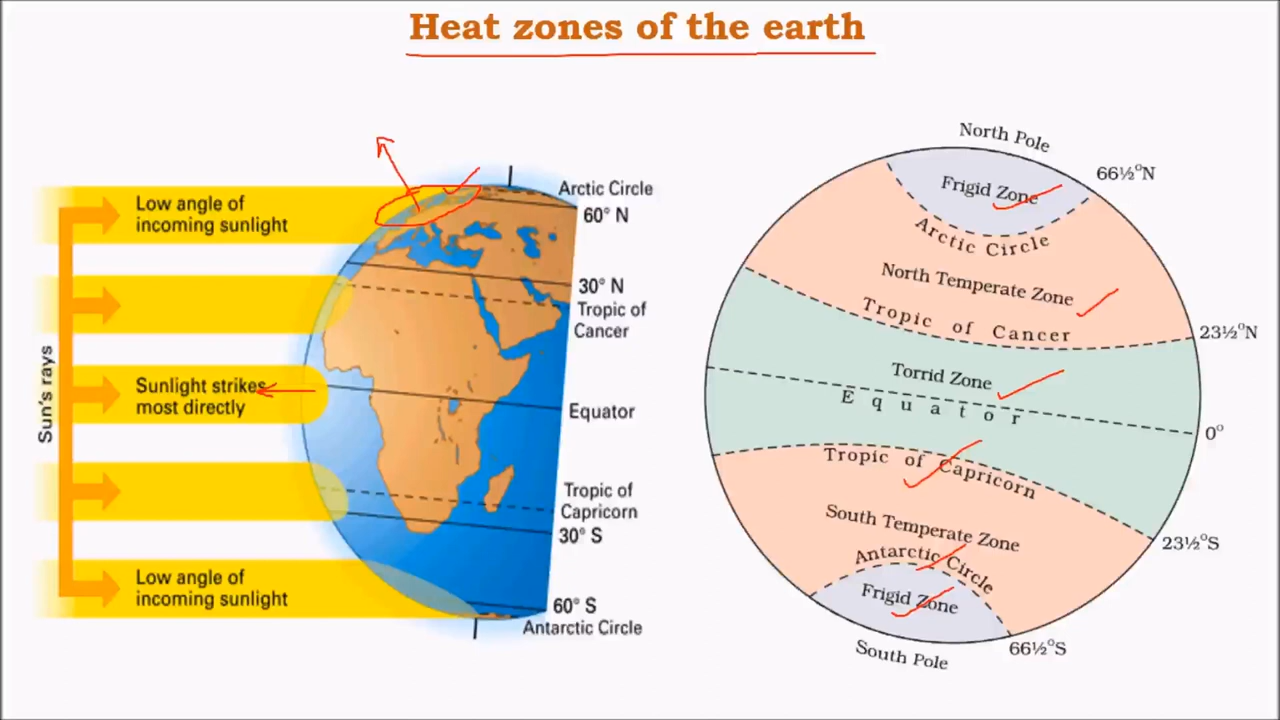 Heat zones of the earth
Sun's rays
Low angle of
incoming sunlight
Sunlight strikes
most directly
Low angle of
incoming sunlight
Arctic Circle
60° N
30° N
Tropic of
Cancer
Equator
Tropic of
Capricorn
30° S
60° S
Antarctic Circle
North Pole
66½°N
Frigid Zone
Arctic Circle
North Temperate Zone
Tropic of Cancer
23½°N
Torrid Zone
Equator
0°
Tropic of Capricorn
South Temperate Zone
23½°S
Antarctic Circle
Frigid Zone
66½°S
South Pole